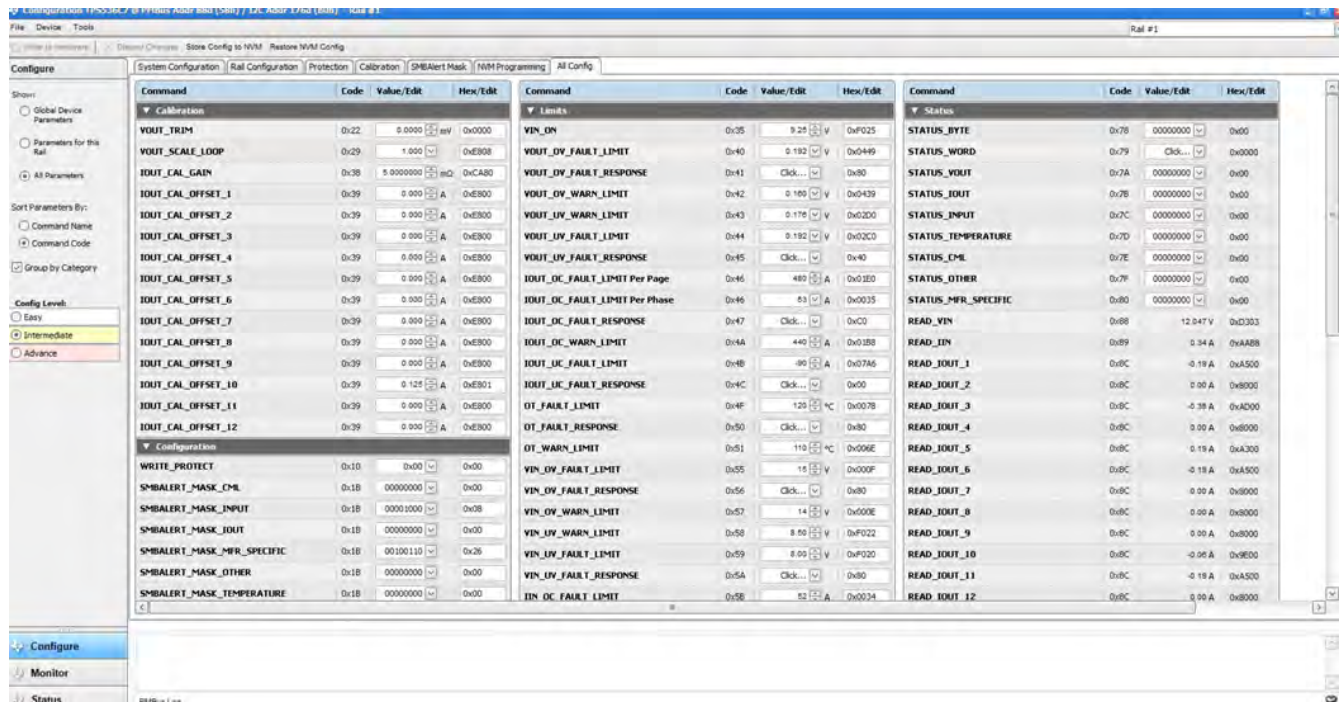 Configuration TPS536C7 @ PMBus Addr 88d (58h) / I2C Addr 176d (B0h) - Rail #1
File Device Tools
Rail #1
Store Config to NVM Restore NVM Config
Configure
System Configuration Rail Configuration Protection Calibration SMBAlert Mask NVM Programming All Config
Show:
Global Device Parameters
Parameters for this Rail
All Parameters
Sort Parameters By:
Command Name
Command Code
Group by Category
Config Level:
Easy
Intermediate
Advance
Command Code Value/Edit Hex/Edit
Calibration
VOUT_TRIM 0x22 0.0000 mV 0x0000
VOUT_SCALE_LOOP 0x29 1.000 0xE808
IOUT_CAL_GAIN 0x38 5.0000000 mΩ 0xCA80
IOUT_CAL_OFFSET_1 0x39 0.000 A 0xE800
IOUT_CAL_OFFSET_2 0x39 0.000 A 0xE800
IOUT_CAL_OFFSET_3 0x39 0.000 A 0xE800
IOUT_CAL_OFFSET_4 0x39 0.000 A 0xE800
IOUT_CAL_OFFSET_5 0x39 0.000 A 0xE800
IOUT_CAL_OFFSET_6 0x39 0.000 A 0xE800
IOUT_CAL_OFFSET_7 0x39 0.000 A 0xE800
IOUT_CAL_OFFSET_8 0x39 0.000 A 0xE800
IOUT_CAL_OFFSET_9 0x39 0.000 A 0xE800
IOUT_CAL_OFFSET_10 0x39 0.125 A 0xE801
IOUT_CAL_OFFSET_11 0x39 0.000 A 0xE800
IOUT_CAL_OFFSET_12 0x39 0.000 A 0xE800
Configuration
WRITE_PROTECT 0x10 0x00 0x00
SMBALERT_MASK_CML 0x1B 00000000 0x00
SMBALERT_MASK_INPUT 0x1B 00001000 0x08
SMBALERT_MASK_IOUT 0x1B 00000000 0x00
SMBALERT_MASK_MFR_SPECIFIC 0x1B 00100110 0x26
SMBALERT_MASK_OTHER 0x1B 00000000 0x00
SMBALERT_MASK_TEMPERATURE 0x1B 00000000 0x00
Command Code Value/Edit Hex/Edit
Limits
VIN_ON 0x35 9.25 V 0xF025
VOUT_OV_FAULT_LIMIT 0x40 0.192 V 0x0449
VOUT_OV_FAULT_RESPONSE 0x41 Click... 0x80
VOUT_OV_WARN_LIMIT 0x42 0.160 V 0x0439
VOUT_UV_WARN_LIMIT 0x43 0.176 V 0x02D0
VOUT_UV_FAULT_LIMIT 0x44 0.192 V 0x02C0
VOUT_UV_FAULT_RESPONSE 0x45 Click... 0x40
IOUT_OC_FAULT_LIMIT Per Page 0x46 480 A 0x01E0
IOUT_OC_FAULT_LIMIT Per Phase 0x46 53 A 0x0035
IOUT_OC_FAULT_RESPONSE 0x47 Click... 0xC0
IOUT_OC_WARN_LIMIT 0x4A 440 A 0x01B8
IOUT_UC_FAULT_LIMIT 0x4B -90 A 0x07A6
IOUT_UC_FAULT_RESPONSE 0x4C Click... 0x00
OT_FAULT_LIMIT 0x4F 120 °C 0x0078
OT_FAULT_RESPONSE 0x50 Click... 0x80
OT_WARN_LIMIT 0x51 110 °C 0x006E
VIN_OV_FAULT_LIMIT 0x55 15 V 0x000F
VIN_OV_FAULT_RESPONSE 0x56 Click... 0x80
VIN_OV_WARN_LIMIT 0x57 14 V 0x000E
VIN_UV_WARN_LIMIT 0x58 8.50 V 0xF022
VIN_UV_FAULT_LIMIT 0x59 8.00 V 0xF020
VIN_UV_FAULT_RESPONSE 0x5A Click... 0x80
IIN_OC_FAULT_LIMIT 0x5B 52 A 0x0034
Command Code Value/Edit Hex/Edit
Status
STATUS_BYTE 0x78 00000000 0x00
STATUS_WORD 0x79 Click... 0x0000
STATUS_VOUT 0x7A 00000000 0x00
STATUS_IOUT 0x7B 00000000 0x00
STATUS_INPUT 0x7C 00000000 0x00
STATUS_TEMPERATURE 0x7D 00000000 0x00
STATUS_CML 0x7E 00000000 0x00
STATUS_OTHER 0x7F 00000000 0x00
STATUS_MFR_SPECIFIC 0x80 00000000 0x00
READ_VIN 0x88 12.047 V 0xD303
READ_IIN 0x89 0.34 A 0xAABB
READ_IOUT_1 0x8C -0.19 A 0xA500
READ_IOUT_2 0x8C 0.00 A 0x8000
READ_IOUT_3 0x8C -0.38 A 0xAD00
READ_IOUT_4 0x8C 0.00 A 0x8000
READ_IOUT_5 0x8C 0.19 A 0xA300
READ_IOUT_6 0x8C -0.19 A 0xA500
READ_IOUT_7 0x8C 0.00 A 0x8000
READ_IOUT_8 0x8C 0.00 A 0x8000
READ_IOUT_9 0x8C 0.00 A 0x8000
READ_IOUT_10 0x8C -0.06 A 0x9E00
READ_IOUT_11 0x8C -0.19 A 0xA500
READ_IOUT_12 0x8C 0.00 A 0x8000
Configure
Monitor
Status
PMBus Log